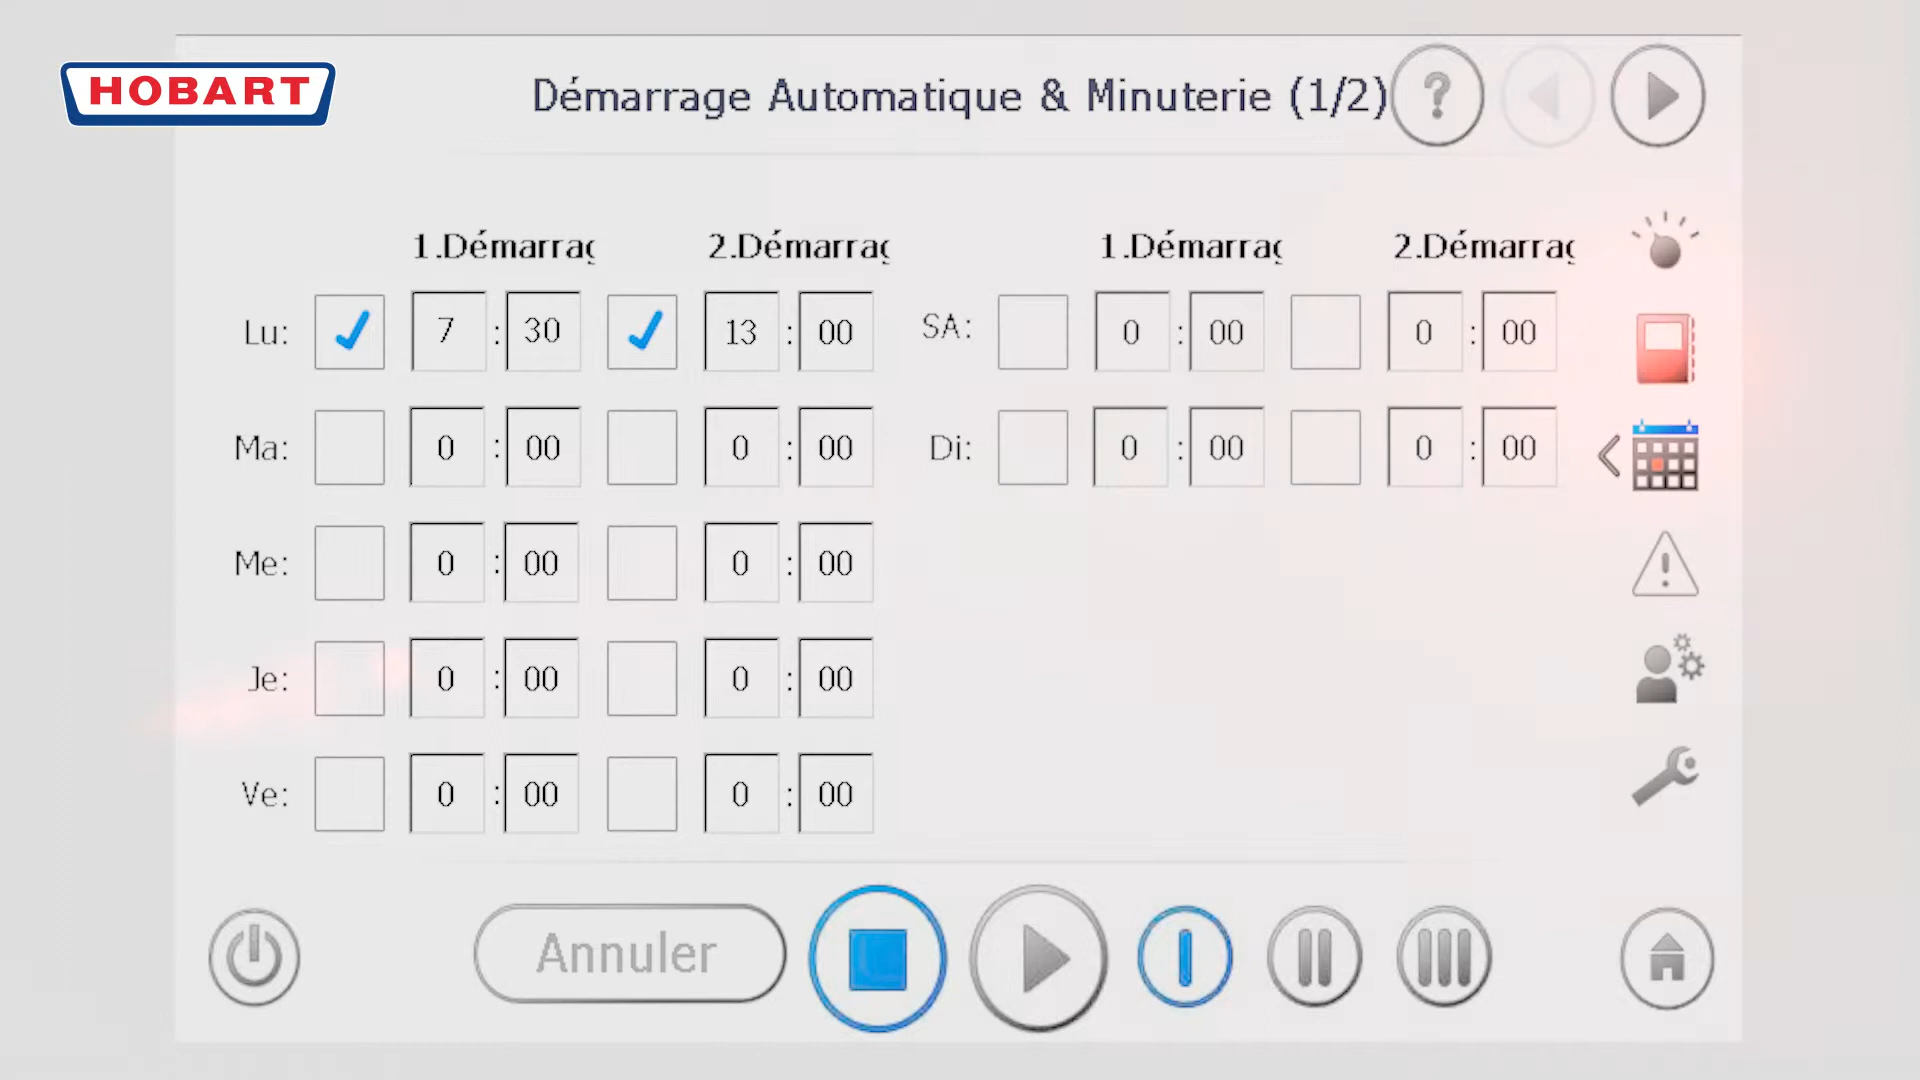 HOBART
Démarrage Automatique & Minuterie (1/2)
?
1.Démarrag 2.Démarrag 1.Démarrag 2.Démarrag
Lu: 7 : 30 13 : 00 SA: 0 : 00 0 : 00
Ma: 0 : 00 0 : 00 Di: 0 : 00 0 : 00
Me: 0 : 00 0 : 00
Je: 0 : 00 0 : 00
Ve: 0 : 00 0 : 00
Annuler